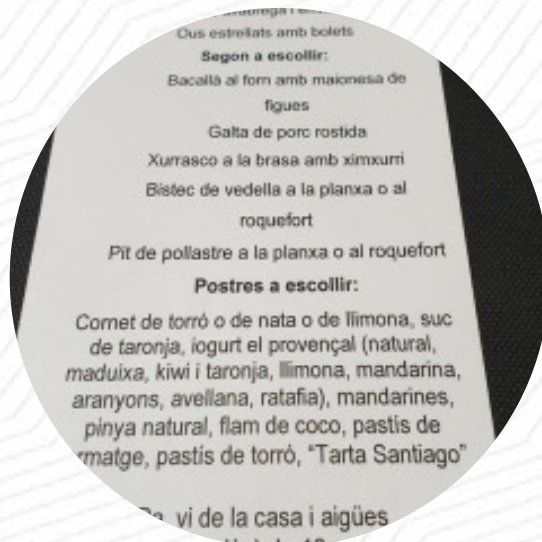 Ous estrellats amb bolets
Segon a escollir:
Bacallà al forn amb maionesa de
figues
Galta de porc rostida
Xurrasco a la brasa amb ximxurri
Bistec de vedella a la planxa o al
roquefort
Pit de pollastre a la planxa o al roquefort
Postres a escollir:
Cornet de torró o de nata o de llimona, suc
de taronja, iogurt el provençal (natural,
maduixa, kiwi i taronja, llimona, mandarina,
aranyons, avellana, ratafia), mandarines,
pinya natural, flam de coco, pastis de
rmatge, pastis de torró, “Tarta Santiago”
vi de la casa i aigües